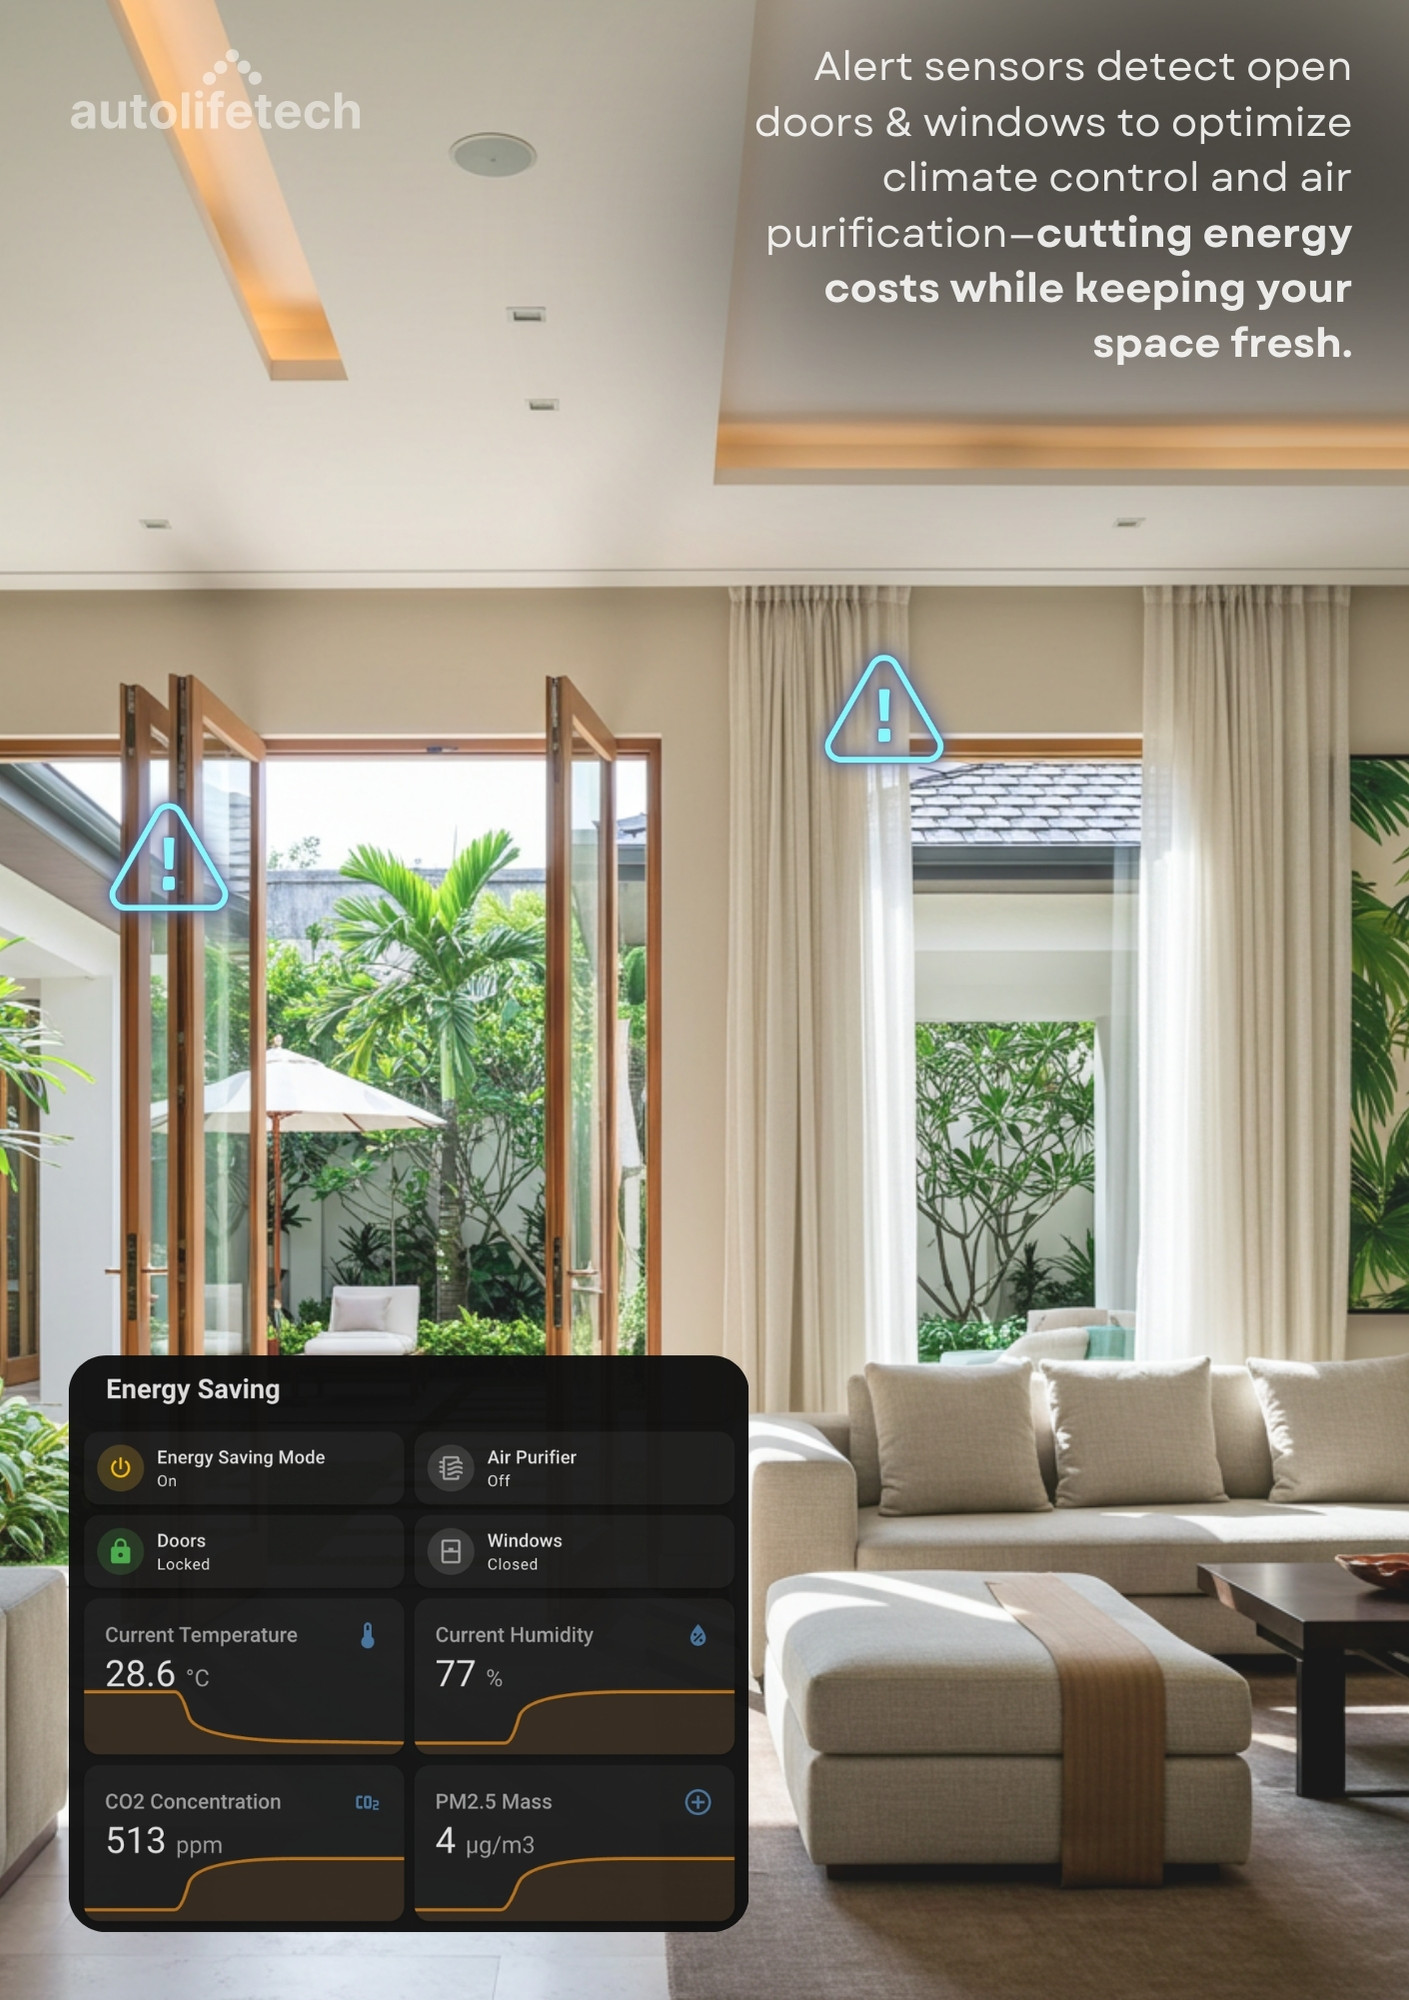 autolifetech
Alert sensors detect open
doors & windows to optimize
climate control and air
purification—cutting energy
costs while keeping your
space fresh.
!
!
Energy Saving
Energy Saving Mode
On
Air Purifier
Off
Doors
Locked
Windows
Closed
Current Temperature
28.6 °C
Current Humidity
77 %
CO2 Concentration
CO2
513 ppm
PM2.5 Mass
4 μg/m3